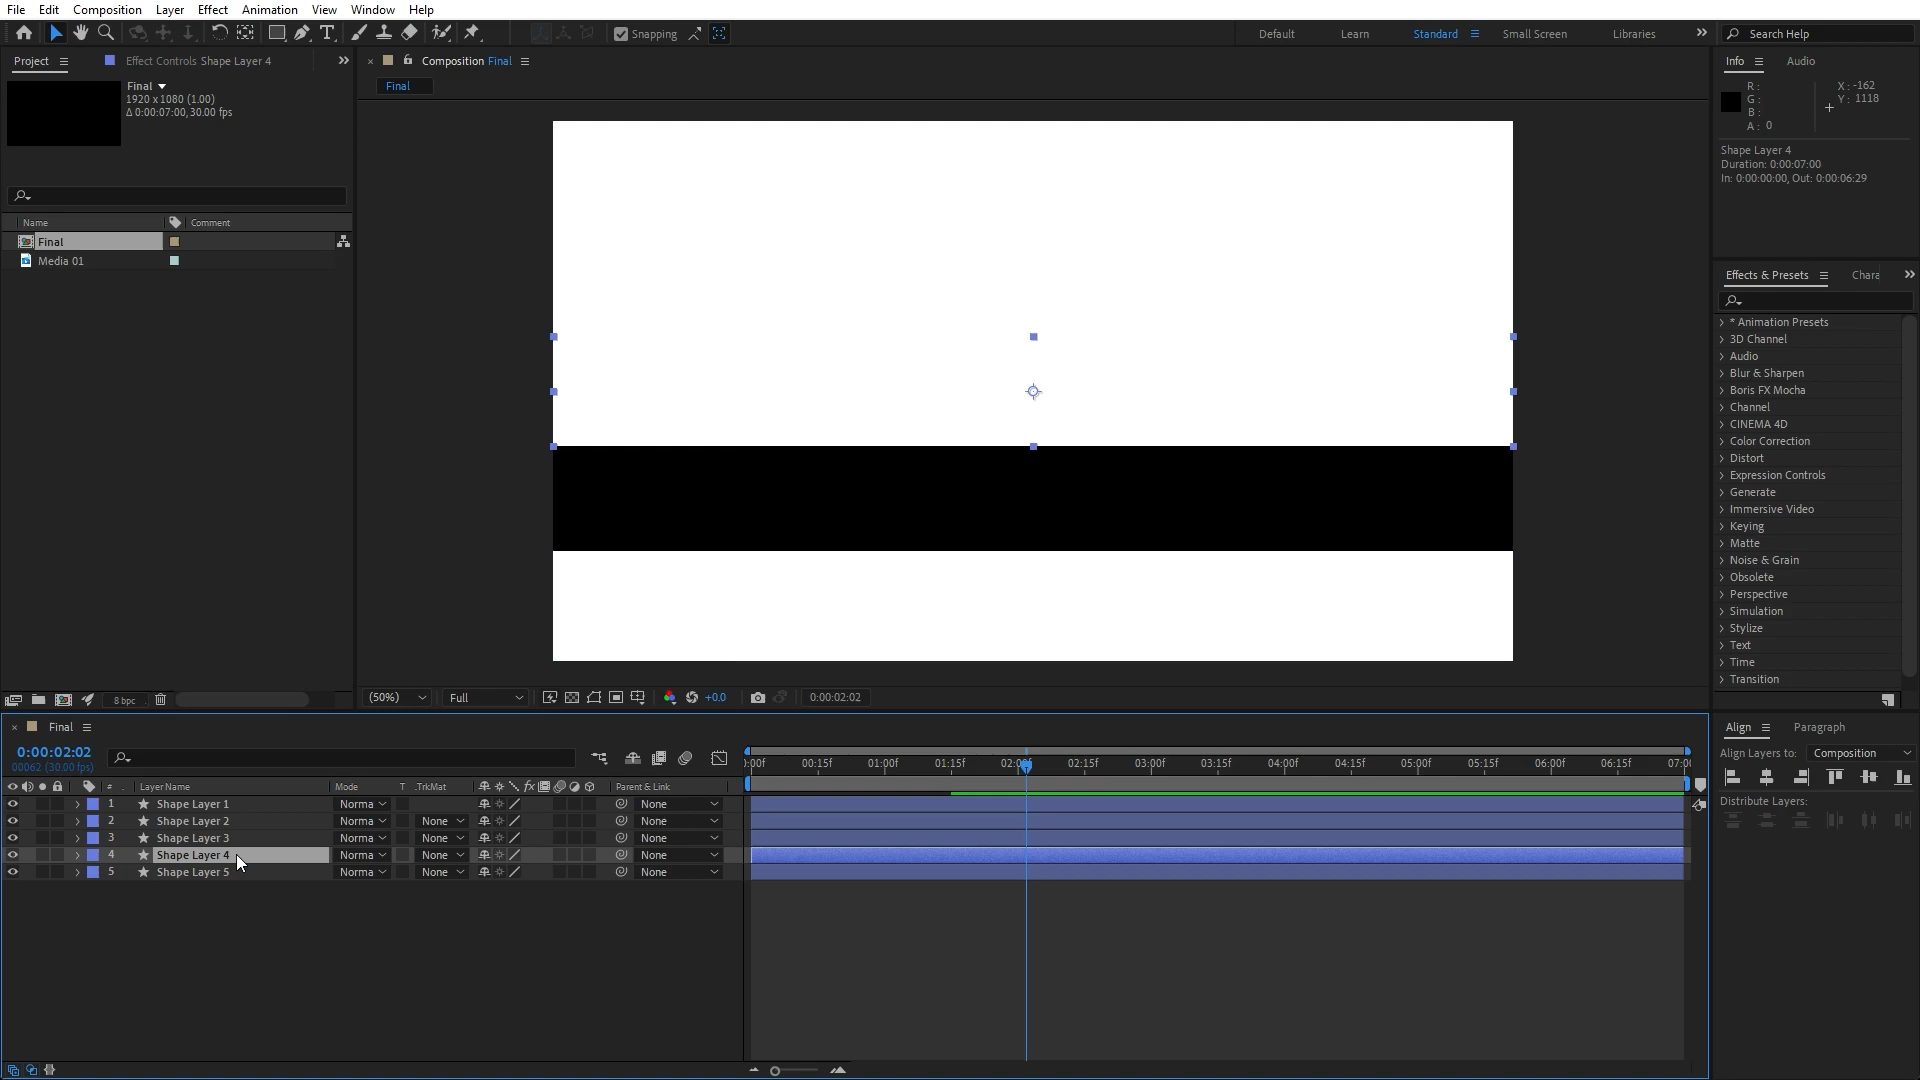 File Edit Composition Layer Effect Animation View Window Help
Snapping
Default Learn Standard Small Screen Libraries Search Help
Project Effect Controls Shape Layer 4
Final
1920 x 1080 (1.00)
Δ 0:00:07:00, 30.00 fps
Name Comment
Final
Media 01
8 bpc
Composition Final
Final
(50%) Full +0.0 0:00:02:02
Info Audio
R:
G:
B:
A: 0
X: -162
Y: 1118
Shape Layer 4
Duration: 0:00:07:00
In: 0:00:00:00, Out: 0:00:06:29
Effects & Presets Chara
* Animation Presets
3D Channel
Audio
Blur & Sharpen
Boris FX Mocha
Channel
CINEMA 4D
Color Correction
Distort
Expression Controls
Generate
Immersive Video
Keying
Matte
Noise & Grain
Obsolete
Perspective
Simulation
Stylize
Text
Time
Transition
Final
0:00:02:02
00062 (30.00 fps)
# Layer Name Mode T .TrkMat fx Parent & Link
1 Shape Layer 1 Norma None
2 Shape Layer 2 Norma None None
3 Shape Layer 3 Norma None None
4 Shape Layer 4 Norma None None
5 Shape Layer 5 Norma None None
):00f 00:15f 01:00f 01:15f 02:00f 02:15f 03:00f 03:15f 04:00f 04:15f 05:00f 05:15f 06:00f 06:15f 07:00
Align Paragraph
Align Layers to: Composition
Distribute Layers: